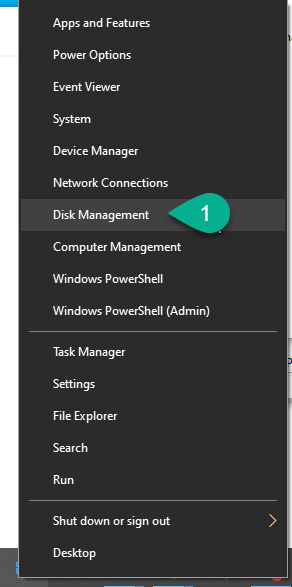 Apps and Features
Power Options
Event Viewer
System
Device Manager
Network Connections
Disk Management
1
Computer Management
Windows PowerShell
Windows PowerShell (Admin)
Task Manager
Settings
File Explorer
Search
Run
Shut down or sign out
Desktop